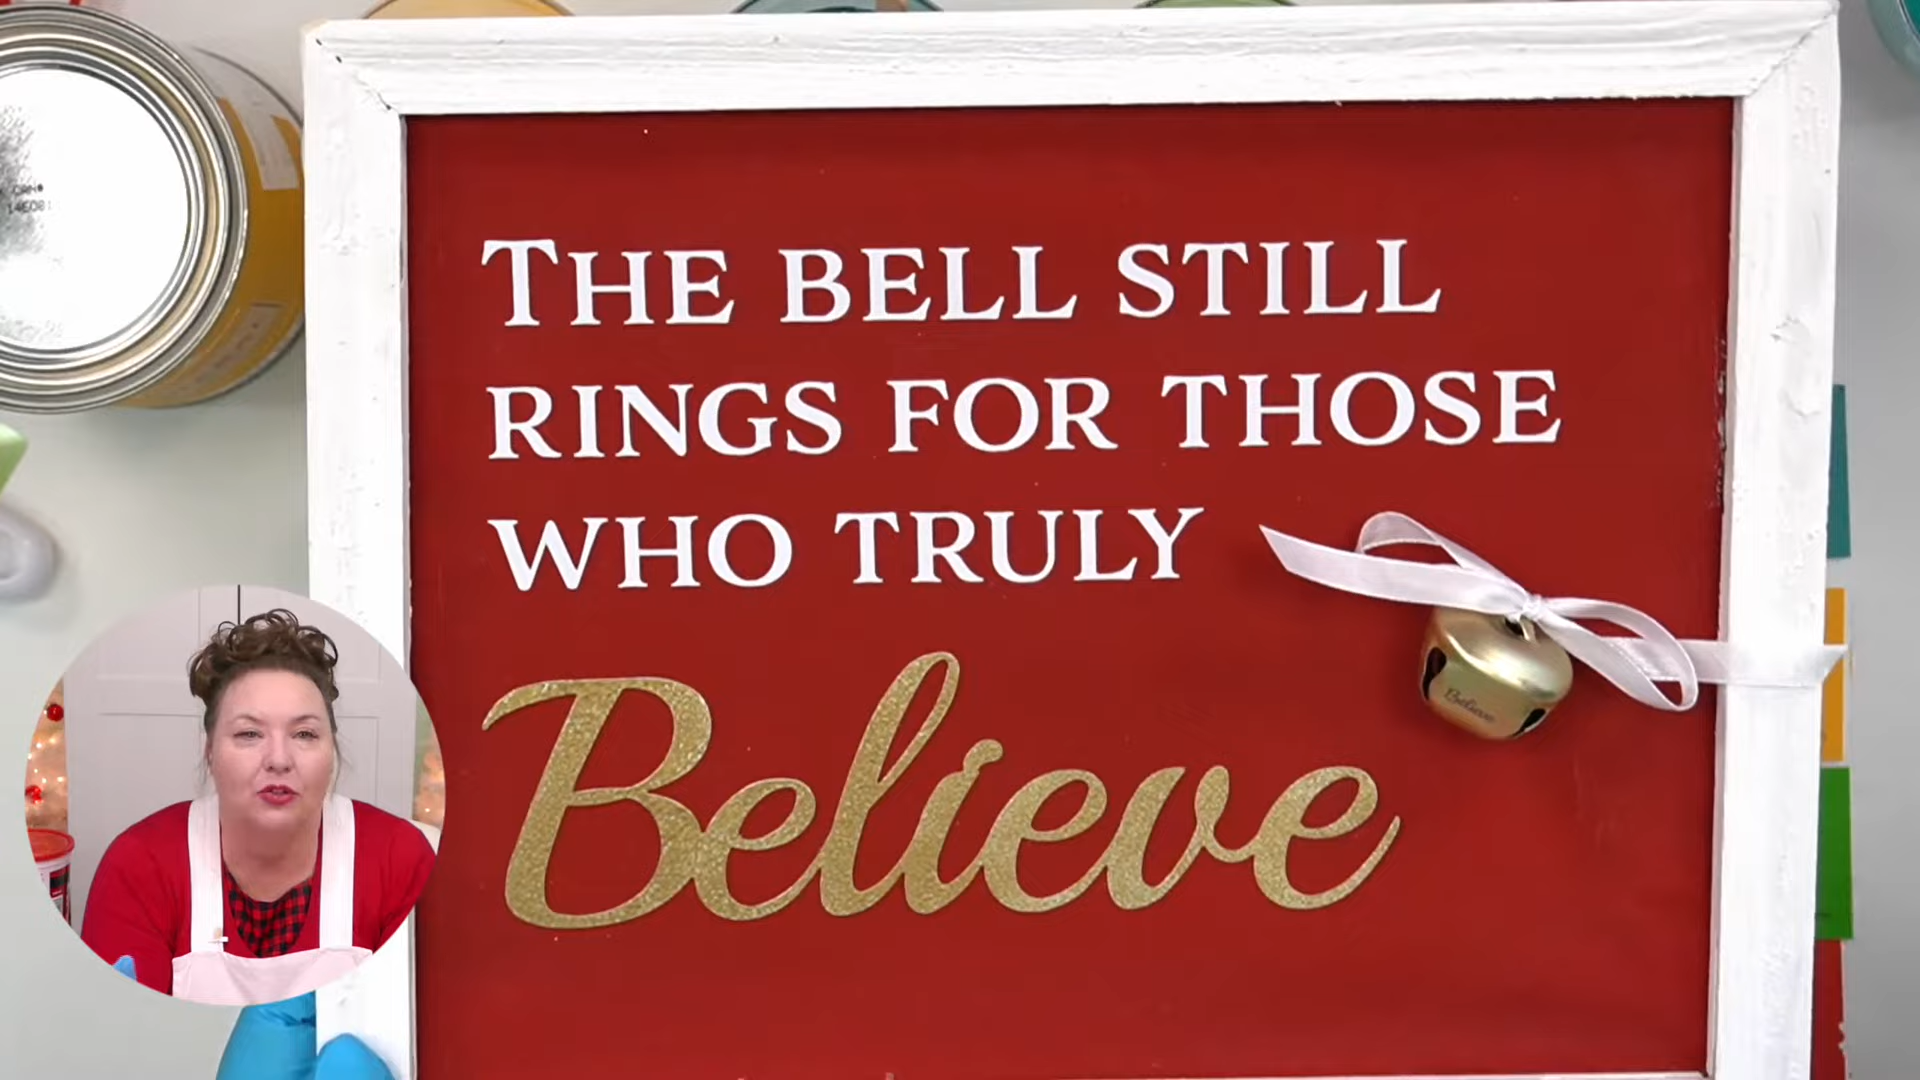 THE BELL STILL
RINGS FOR THOSE
WHO TRULY
Believe
Believe